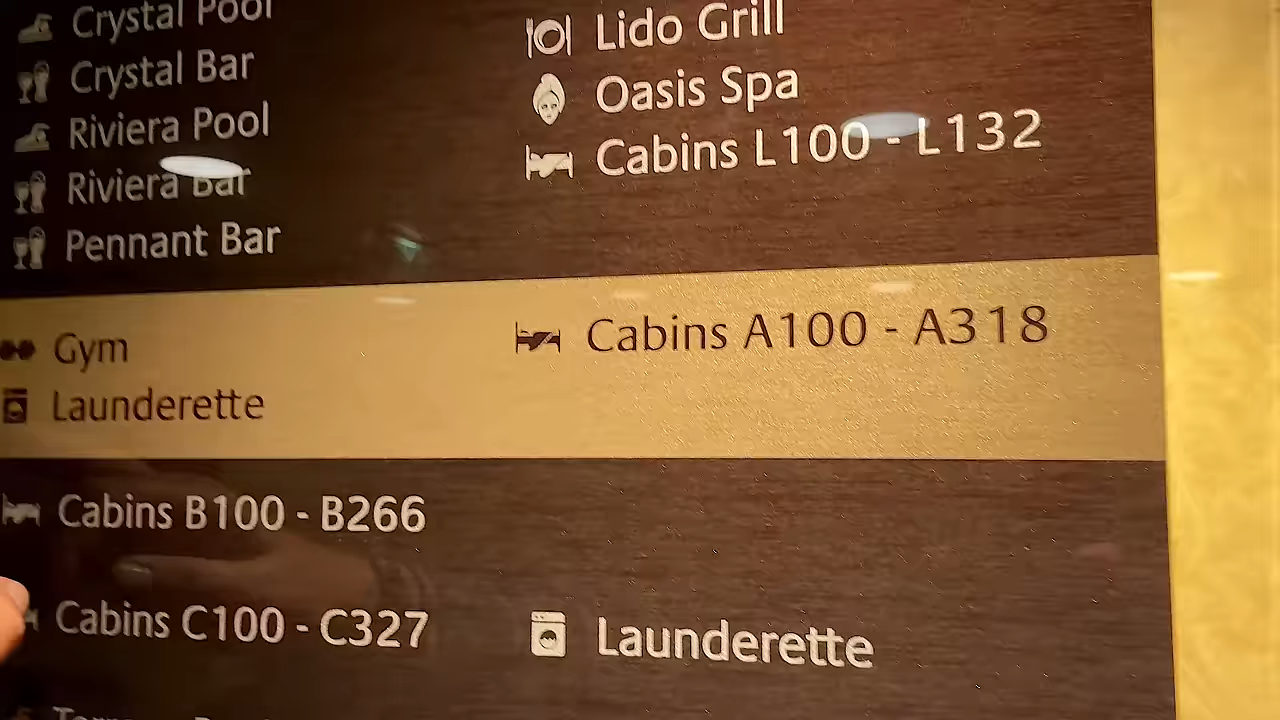 Crystal Pool
Crystal Bar
Riviera Pool
Riviera Bar
Pennant Bar
Lido Grill
Oasis Spa
Cabins L100 - L132
Gym
Launderette
Cabins A100 - A318
Cabins B100 - B266
Cabins C100 - C327
Launderette